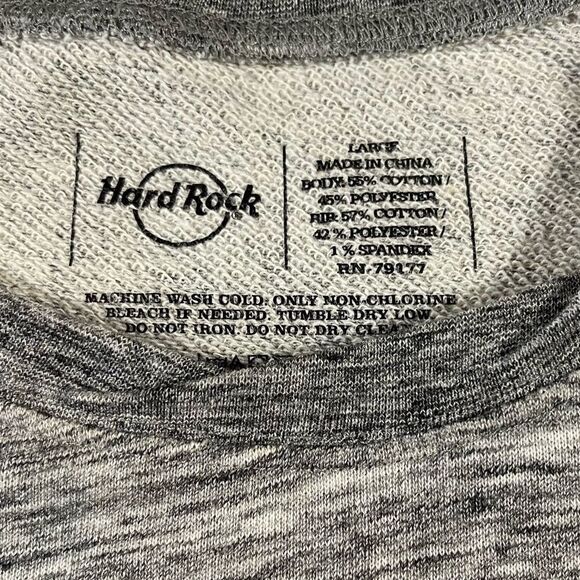 Hard Rock
®
LARGE
MADE IN CHINA
BODY: 55% COTTON/
45% POLYESTER
RIB: 57% COTTON/
42% POLYESTER/
1% SPANDEX
RN 79177
MACHINE WASH COLD. ONLY NON-CHLORINE
BLEACH IF NEEDED. TUMBLE DRY LOW.
DO NOT IRON. DO NOT DRY